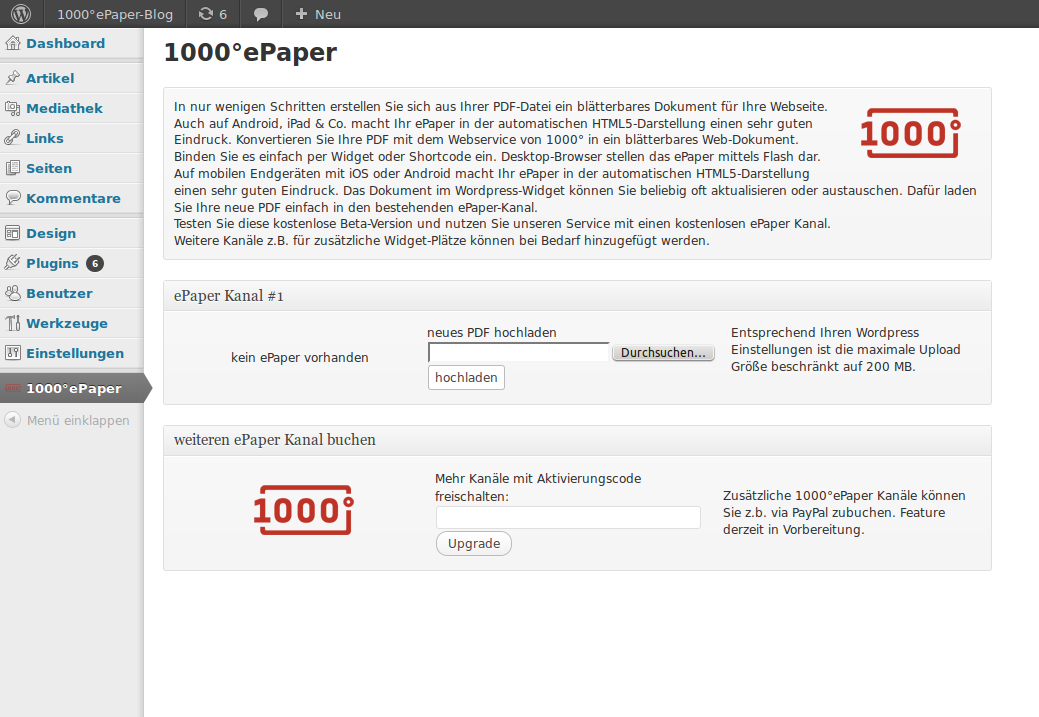 1000°ePaper-Blog 6 Neu
Dashboard
Artikel
Mediathek
Links
Seiten
Kommentare
Design
Plugins 6
Benutzer
Werkzeuge
Einstellungen
1000°ePaper
Menü einklappen
1000°ePaper
In nur wenigen Schritten erstellen Sie sich aus Ihrer PDF-Datei ein blätterbares Dokument für Ihre Webseite.
Auch auf Android, iPad & Co. macht Ihr ePaper in der automatischen HTML5-Darstellung einen sehr guten
Eindruck. Konvertieren Sie Ihre PDF mit dem Webservice von 1000° in ein blätterbares Web-Dokument.
Binden Sie es einfach per Widget oder Shortcode ein. Desktop-Browser stellen das ePaper mittels Flash dar.
Auf mobilen Endgeräten mit iOS oder Android macht Ihr ePaper in der automatischen HTML5-Darstellung
einen sehr guten Eindruck. Das Dokument im Wordpress-Widget können Sie beliebig oft aktualisieren oder austauschen. Dafür laden
Sie Ihre neue PDF einfach in den bestehenden ePaper-Kanal.
Testen Sie diese kostenlose Beta-Version und nutzen Sie unseren Service mit einen kostenlosen ePaper Kanal.
Weitere Kanäle z.B. für zusätzliche Widget-Plätze können bei Bedarf hinzugefügt werden.
1000°
ePaper Kanal #1
kein ePaper vorhanden
neues PDF hochladen
Durchsuchen...
hochladen
Entsprechend Ihren Wordpress
Einstellungen ist die maximale Upload
Größe beschränkt auf 200 MB.
weiteren ePaper Kanal buchen
1000°
Mehr Kanäle mit Aktivierungscode
freischalten:
Upgrade
Zusätzliche 1000°ePaper Kanäle können
Sie z.b. via PayPal zubuchen. Feature
derzeit in Vorbereitung.